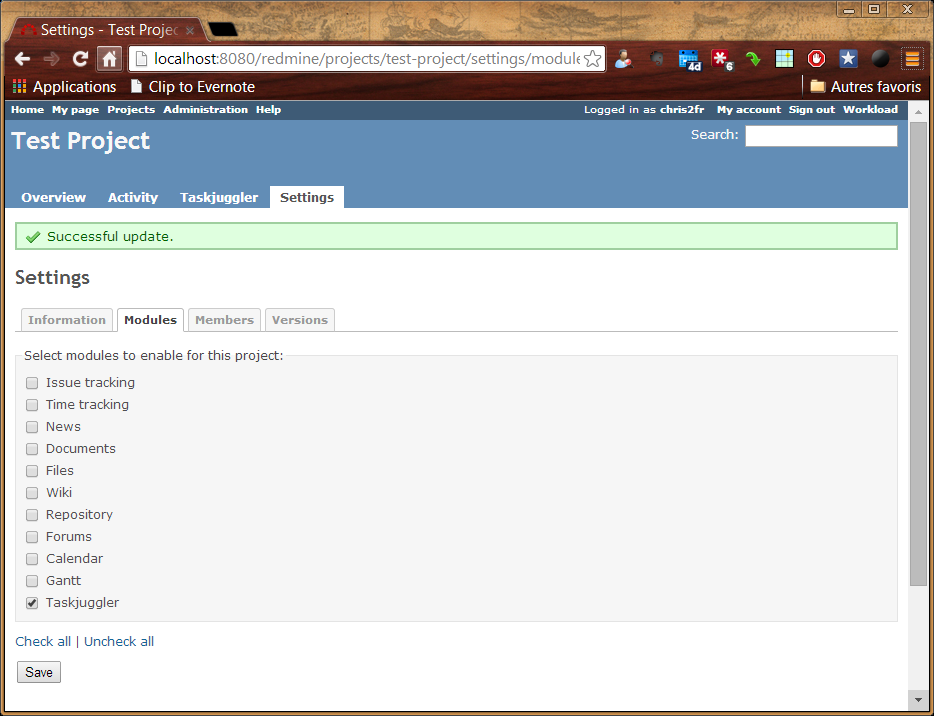 Settings - Test Projec
localhost:8080/redmine/projects/test-project/settings/module
4d
6
Applications Clip to Evernote Autres favoris
Home My page Projects Administration Help Logged in as chris2fr My account Sign out Workload
Test Project Search:
Overview Activity Taskjuggler Settings
Successful update.
Settings
Information Modules Members Versions
Select modules to enable for this project:
Issue tracking
Time tracking
News
Documents
Files
Wiki
Repository
Forums
Calendar
Gantt
Taskjuggler
Check all | Uncheck all
Save